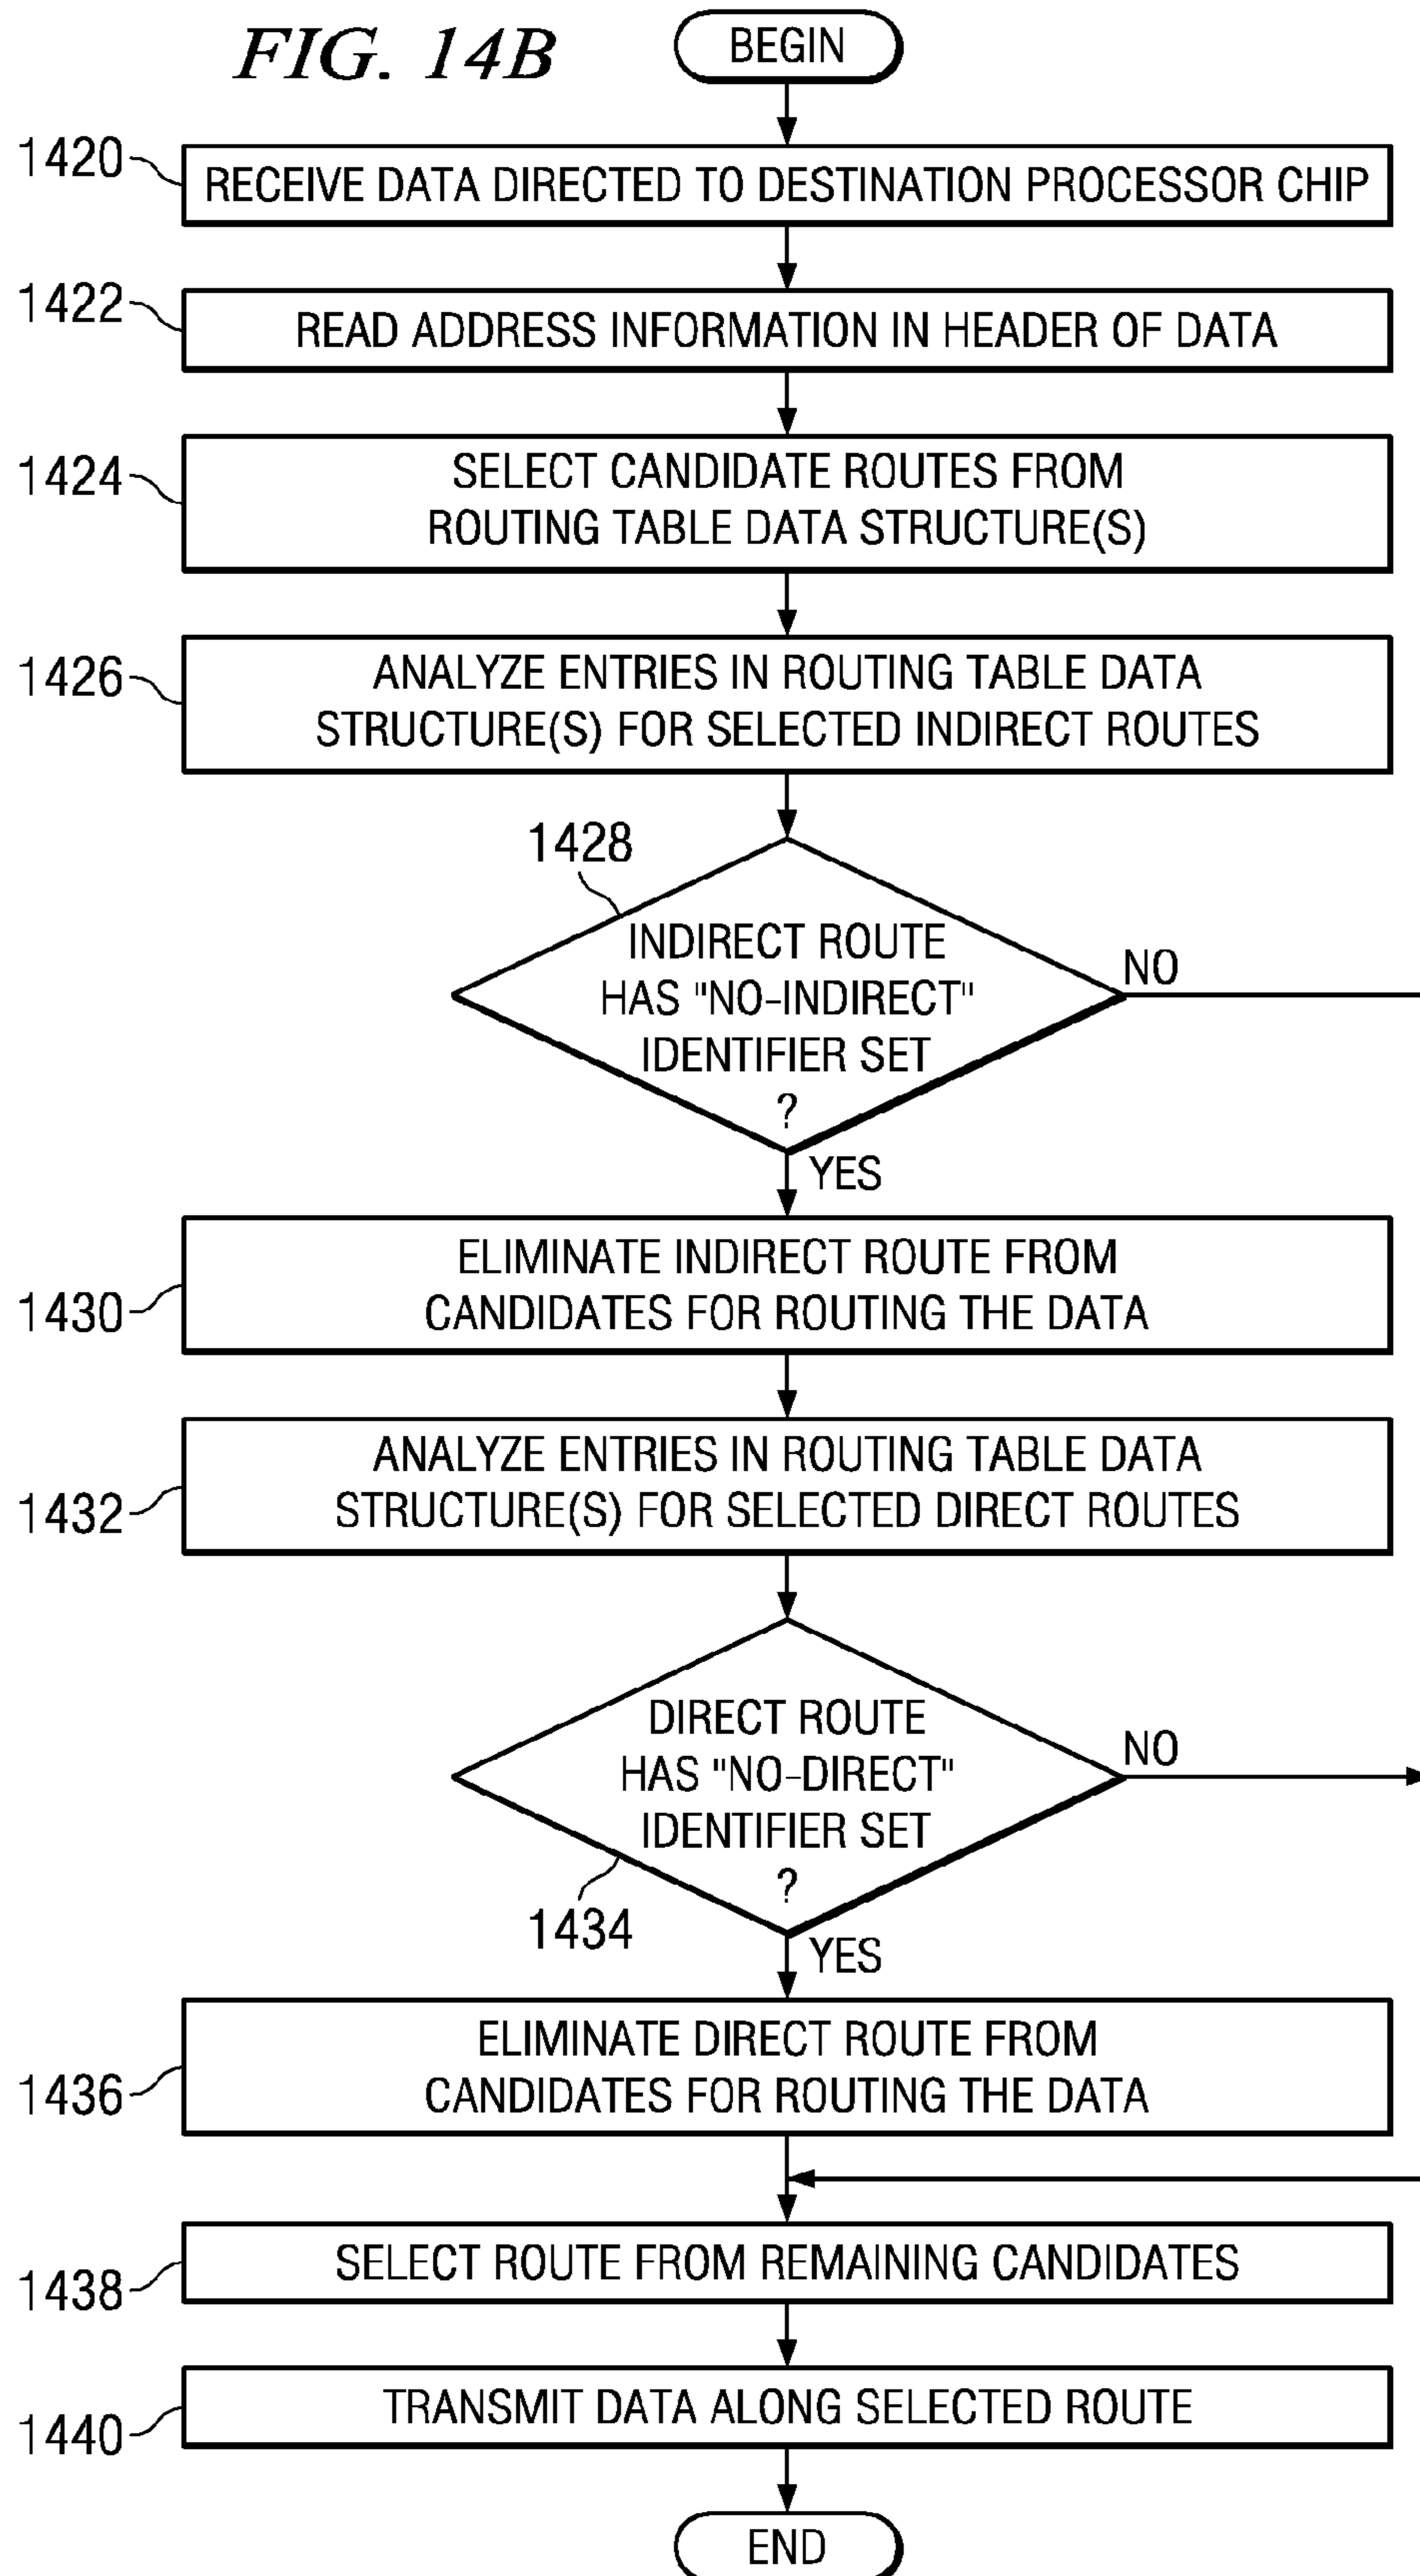 FIG. 14B
BEGIN
1420
RECEIVE DATA DIRECTED TO DESTINATION PROCESSOR CHIP
1422
READ ADDRESS INFORMATION IN HEADER OF DATA
1424
SELECT CANDIDATE ROUTES FROM
ROUTING TABLE DATA STRUCTURE(S)
1426
ANALYZE ENTRIES IN ROUTING TABLE DATA
STRUCTURE(S) FOR SELECTED INDIRECT ROUTES
1428
INDIRECT ROUTE
HAS "NO-INDIRECT"
IDENTIFIER SET
?
NO
YES
1430
ELIMINATE INDIRECT ROUTE FROM
CANDIDATES FOR ROUTING THE DATA
1432
ANALYZE ENTRIES IN ROUTING TABLE DATA
STRUCTURE(S) FOR SELECTED DIRECT ROUTES
DIRECT ROUTE
HAS "NO-DIRECT"
IDENTIFIER SET
?
NO
1434
YES
1436
ELIMINATE DIRECT ROUTE FROM
CANDIDATES FOR ROUTING THE DATA
1438
SELECT ROUTE FROM REMAINING CANDIDATES
1440
TRANSMIT DATA ALONG SELECTED ROUTE
END